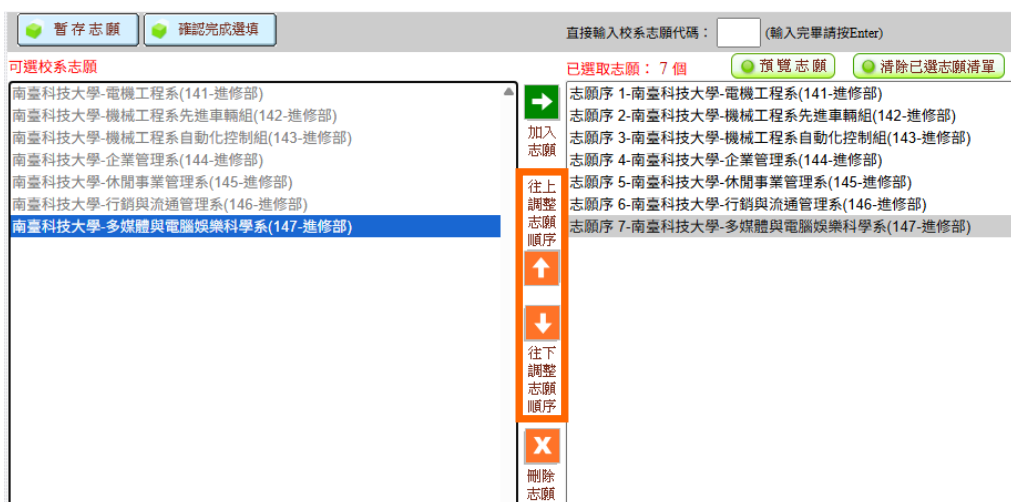 暫存志願
確認完成選填
直接輸入校系志願代碼：
(輸入完畢請按Enter)
可選校系志願
已選取志願： 7 個
預覽志願
清除已選志願清單
南臺科技大學-電機工程系(141-進修部)
南臺科技大學-機械工程系先進車輛組(142-進修部)
南臺科技大學-機械工程系自動化控制組(143-進修部)
南臺科技大學-企業管理系(144-進修部)
南臺科技大學-休閒事業管理系(145-進修部)
南臺科技大學-行銷與流通管理系(146-進修部)
南臺科技大學-多媒體與電腦娛樂科學系(147-進修部)
加入
志願
往上
調整
志願
順序
往下
調整
志願
順序
X
刪除
志願
志願序 1-南臺科技大學-電機工程系(141-進修部)
志願序 2-南臺科技大學-機械工程系先進車輛組(142-進修部)
志願序 3-南臺科技大學-機械工程系自動化控制組(143-進修部)
志願序 4-南臺科技大學-企業管理系(144-進修部)
志願序 5-南臺科技大學-休閒事業管理系(145-進修部)
志願序 6-南臺科技大學-行銷與流通管理系(146-進修部)
志願序 7-南臺科技大學-多媒體與電腦娛樂科學系(147-進修部)